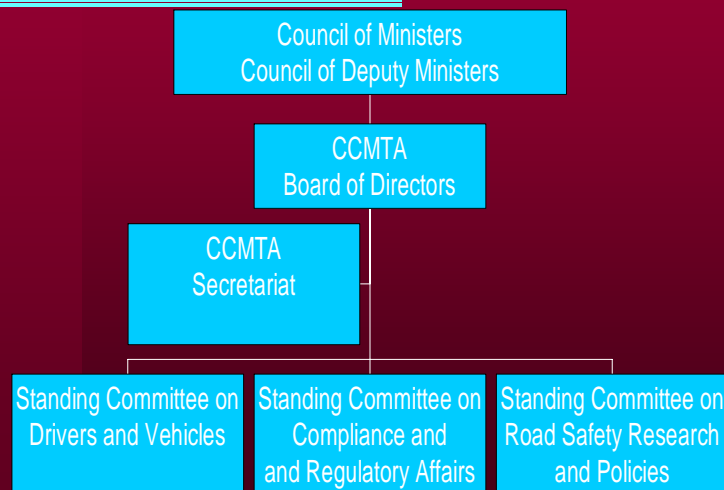 Council of Ministers
Council of Deputy Ministers
CCMTA
Board of Directors
CCMTA
Secretariat
Standing Committee on
Drivers and Vehicles
Standing Committee on
Compliance and
and Regulatory Affairs
Standing Committee on
Road Safety Research
and Policies